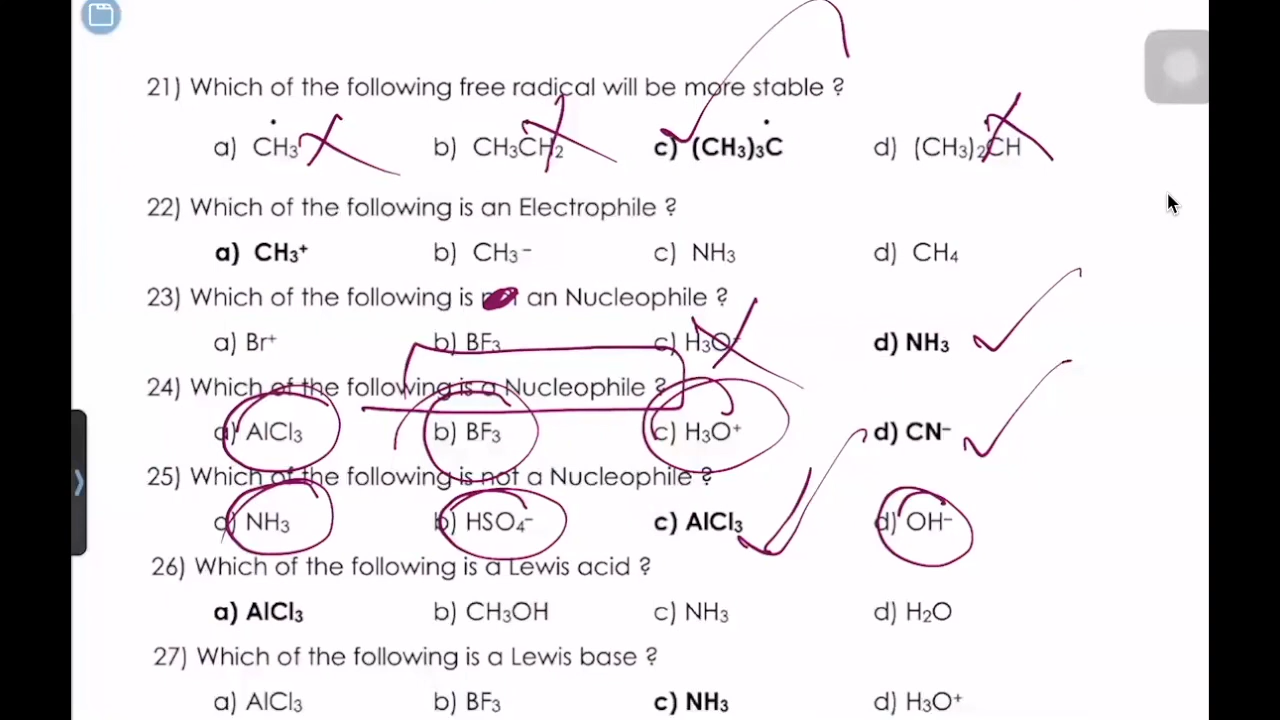 21) Which of the following free radical will be more stable ?
a) ĊH₃ b) CH₃ĊH₂ c) (CH₃)₃Ċ d) (CH₃)₂ĊH
22) Which of the following is an Electrophile ?
a) CH₃⁺ b) CH₃⁻ c) NH₃ d) CH₄
23) Which of the following is an Nucleophile ?
a) Br⁺ b) BF₃ c) H₃O⁺ d) NH₃
24) Which of the following is a Nucleophile ?
a) AlCl₃ b) BF₃ c) H₃O⁺ d) CN⁻
25) Which of the following is not a Nucleophile ?
a) NH₃ b) HSO₄⁻ c) AlCl₃ d) OH⁻
26) Which of the following is a Lewis acid ?
a) AlCl₃ b) CH₃OH c) NH₃ d) H₂O
27) Which of the following is a Lewis base ?
a) AlCl₃ b) BF₃ c) NH₃ d) H₃O⁺